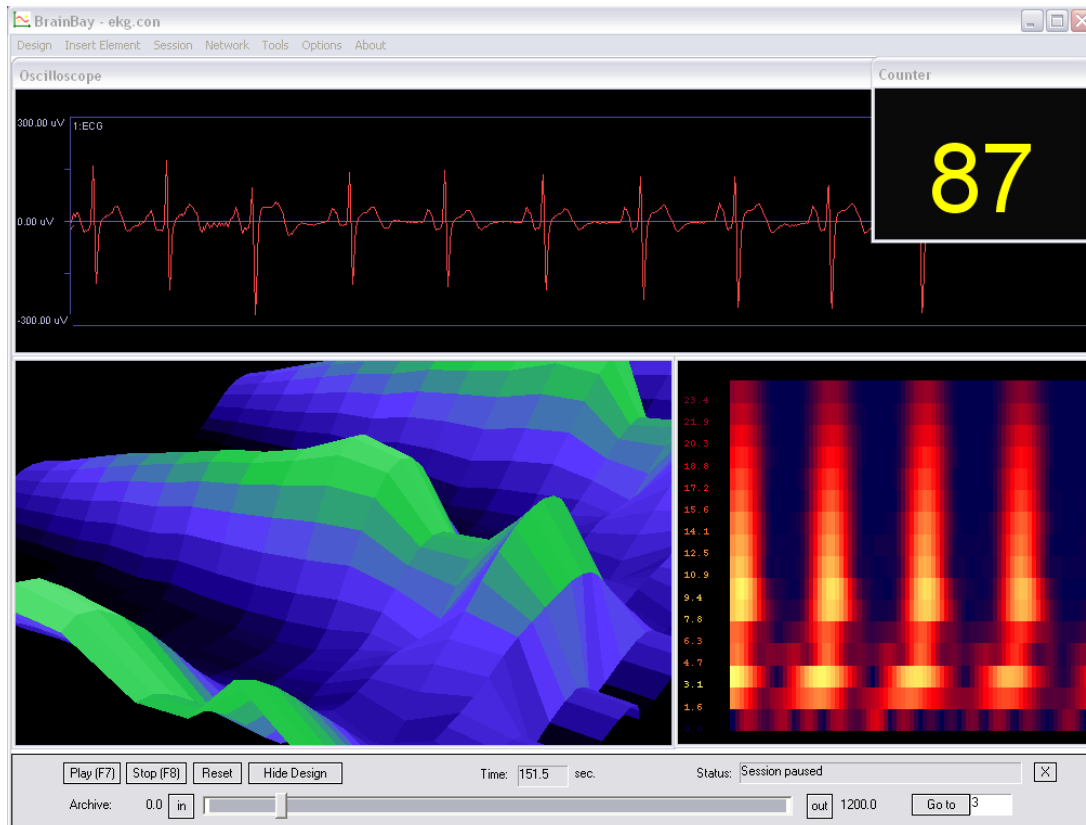 BrainBay - ekg.con
Design Insert Element Session Network Tools Options About
Oscilloscope
Counter
300.00 uV
1:ECG
0.00 uV
-300.00 uV
87
23.4
21.9
20.3
18.8
17.2
15.6
14.1
12.5
10.9
9.4
7.8
6.3
4.7
3.1
1.6
Play (F7) Stop (F8) Reset Hide Design Time: 151.5 sec. Status: Session paused X
Archive: 0.0 in out 1200.0 Go to 3